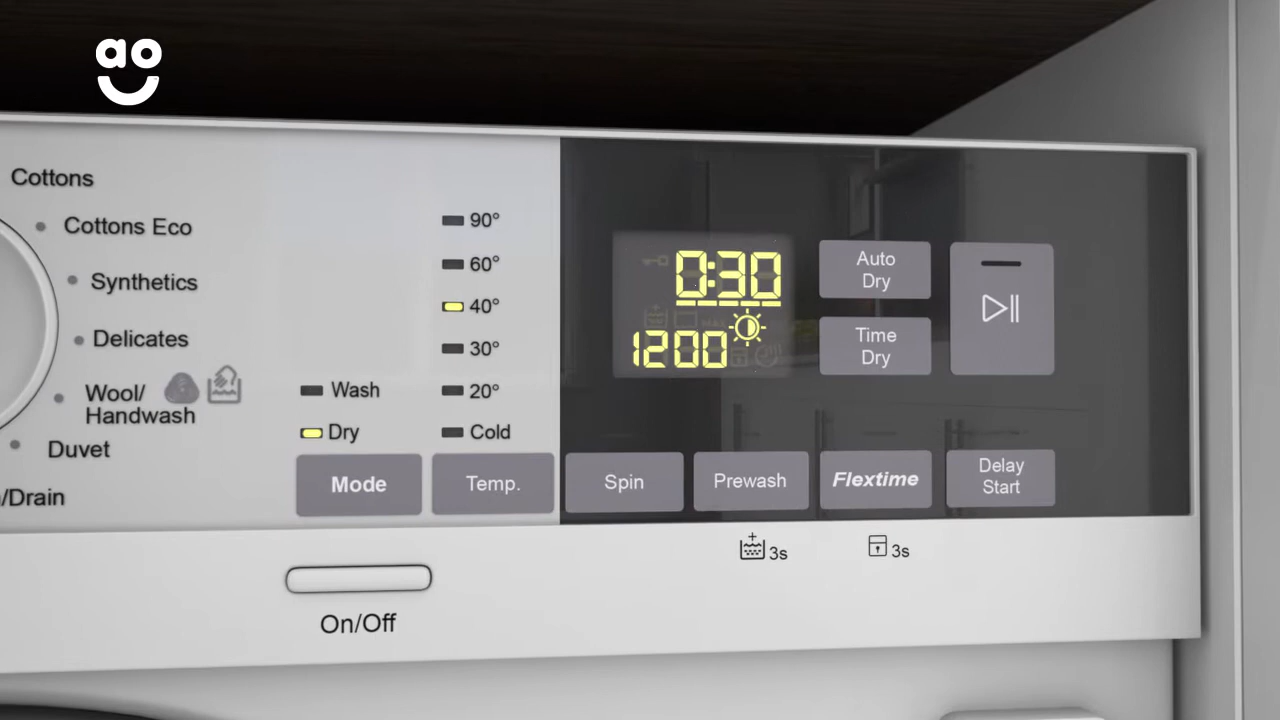 ao
Cottons
Cottons Eco
Synthetics
Delicates
Wool/
Handwash
Duvet
/Drain
Wash
Dry
90°
60°
40°
30°
20°
Cold
Mode
Temp.
0:30
1200
Auto
Dry
Time
Dry
Spin
Prewash
Flextime
Delay
Start
3s
3s
On/Off